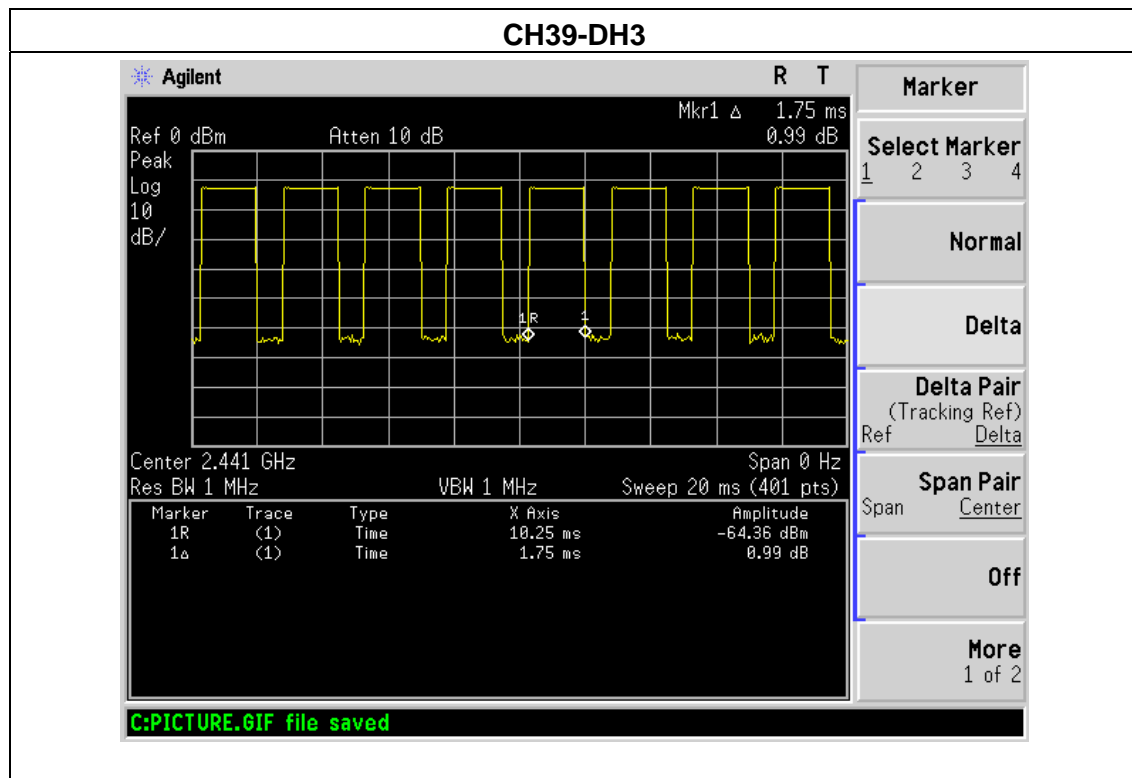 CH39-DH3
Agilent R T
Mkr1 Δ 1.75 ms
Ref 0 dBm Atten 10 dB 0.99 dB
Peak
Log
10
dB/
1R 1
Center 2.441 GHz Span 0 Hz
Res BW 1 MHz VBW 1 MHz Sweep 20 ms (401 pts)
Marker Trace Type X Axis Amplitude
1R (1) Time 10.25 ms -64.36 dBm
1Δ (1) Time 1.75 ms 0.99 dB
C:PICTURE.GIF file saved
Marker
Select Marker
1 2 3 4
Normal
Delta
Delta Pair
(Tracking Ref)
Ref Delta
Span Pair
Span Center
Off
More
1 of 2